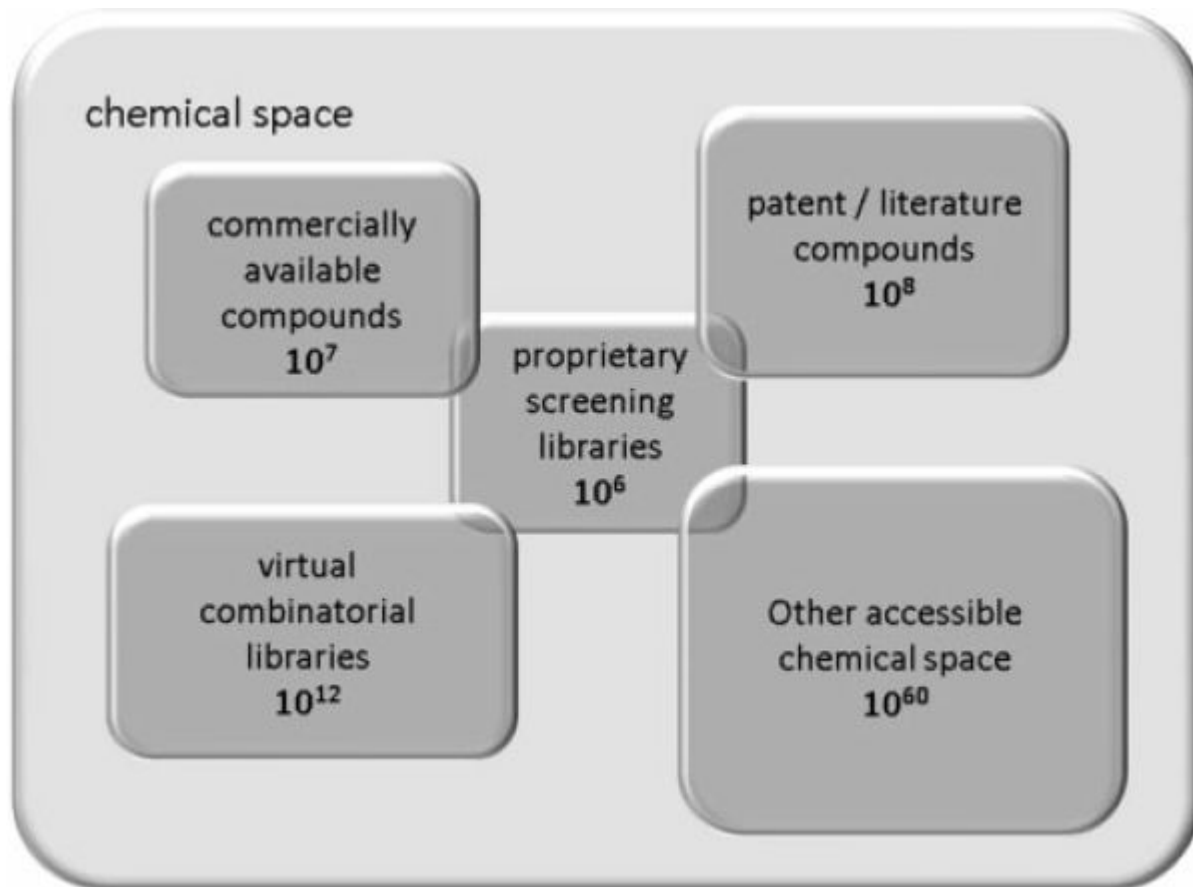 chemical space
commercially
available
compounds
10⁷
patent / literature
compounds
10⁸
proprietary
screening
libraries
10⁶
virtual
combinatorial
libraries
10¹²
Other accessible
chemical space
10⁶⁰